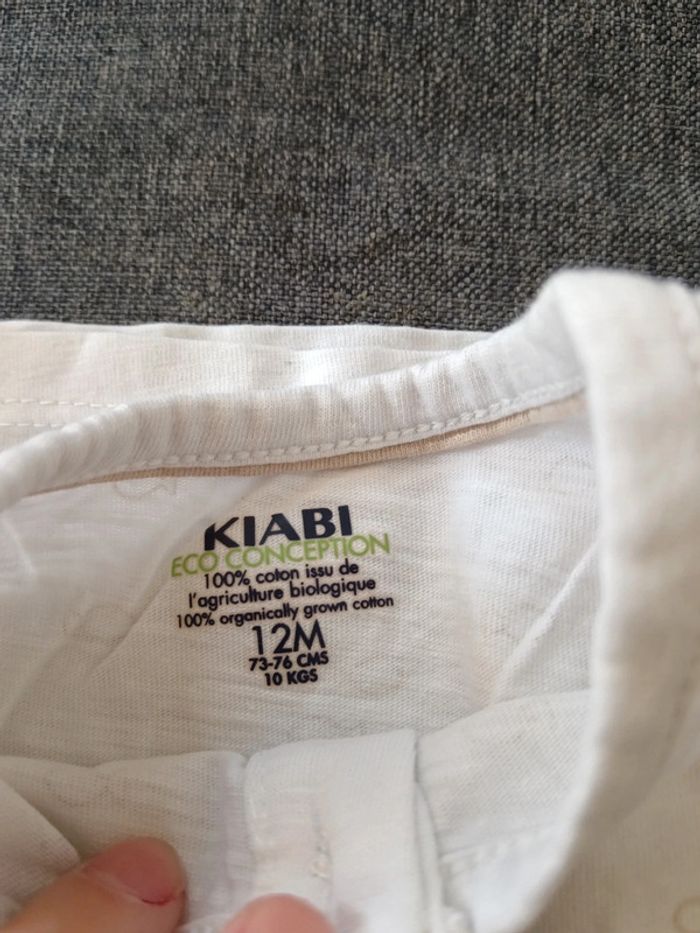 KIABI
ECO CONCEPTION
100% coton issu de
l'agriculture biologique
100% organically grown cotton
12M
73-76 CMS
10 KGS